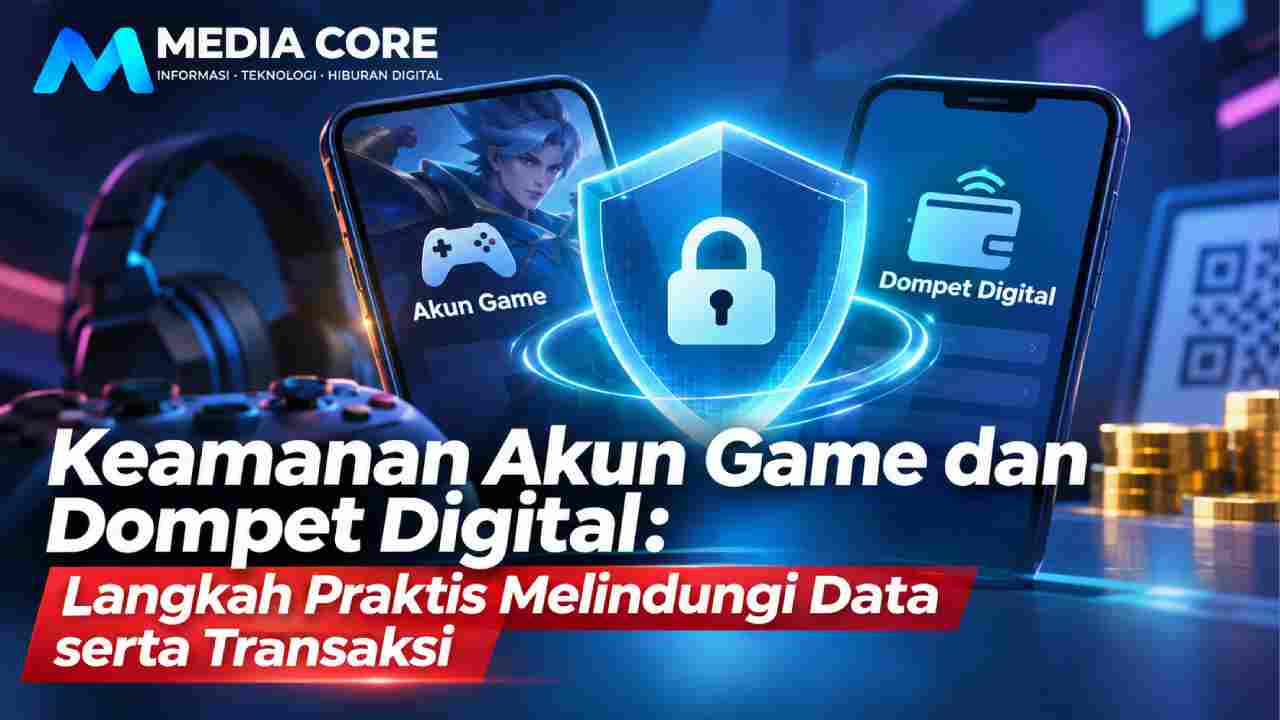 MEDIA CORE
INFORMASI · TEKNOLOGI · HIBURAN DIGITAL
Akun Game
Dompet Digital
Keamanan Akun Game dan
Dompet Digital:
Langkah Praktis Melindungi Data
serta Transaksi